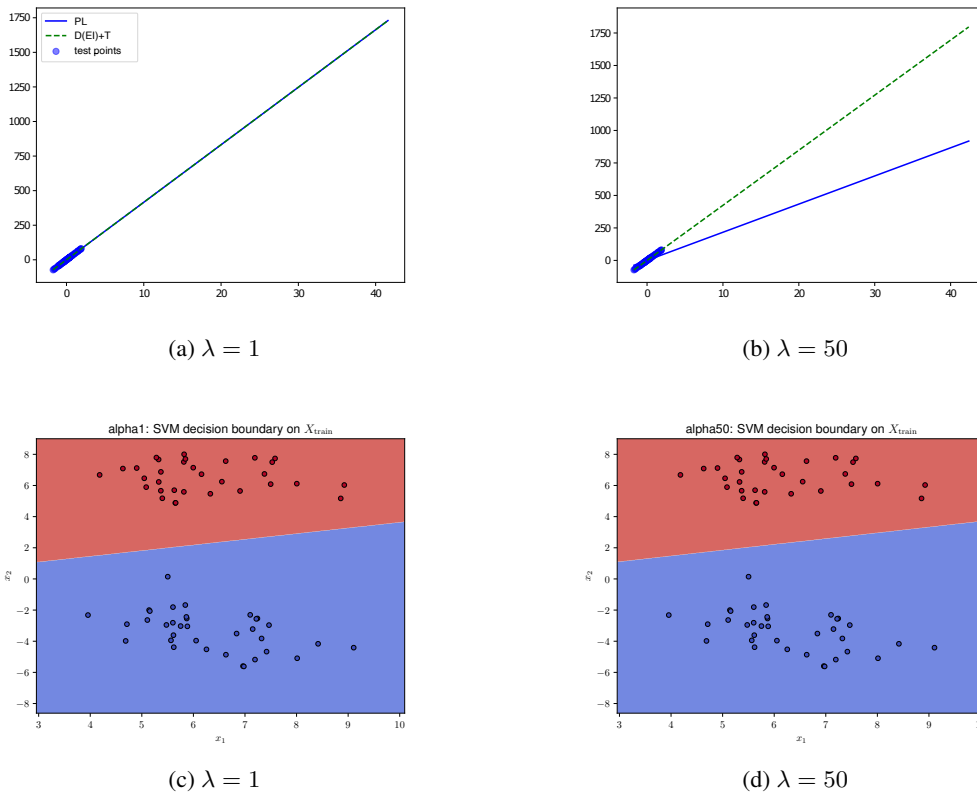 1750
1500
1250
1000
750
500
250
0
PL
D(EI)+T
test points
0 10 20 30 40
(a) λ = 1
1750
1500
1250
1000
750
500
250
0
0 10 20 30 40
(b) λ = 50
alpha1: SVM decision boundary on X_train
x_2
8
6
4
2
0
−2
−4
−6
−8
3 4 5 6 7 8 9 10
x_1
(c) λ = 1
alpha50: SVM decision boundary on X_train
x_2
8
6
4
2
0
−2
−4
−6
−8
3 4 5 6 7 8 9
x_1
(d) λ = 50